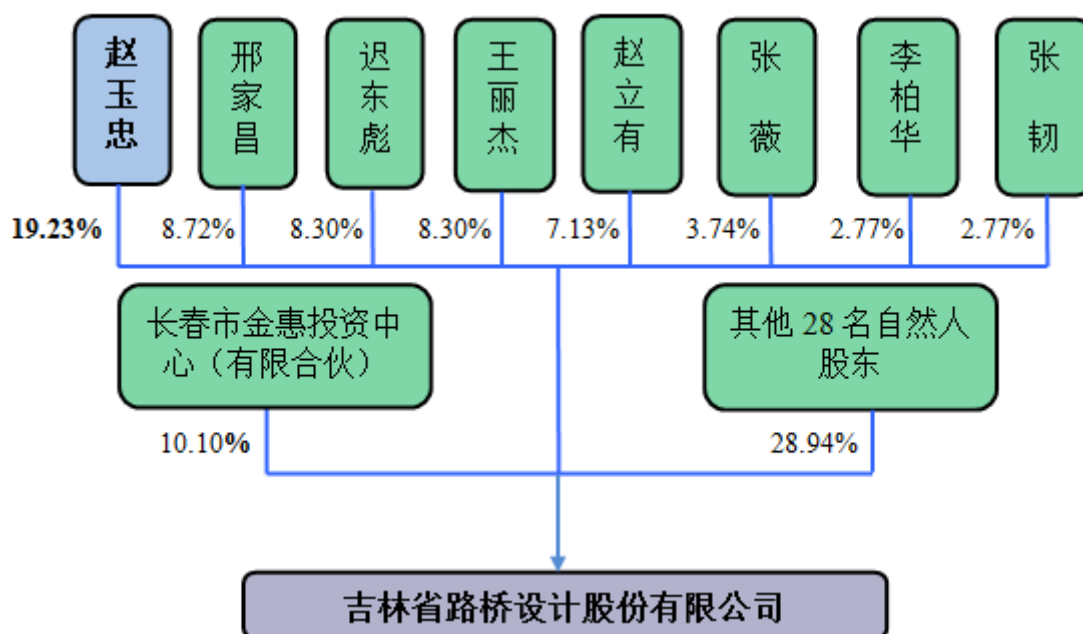 赵玉忠
邢家昌
迟东彪
王丽杰
赵立有
张薇
李柏华
张韧
19.23%
8.72%
8.30%
8.30%
7.13%
3.74%
2.77%
2.77%
长春市金惠投资中
心（有限合伙）
其他 28 名自然人
股东
10.10%
28.94%
吉林省路桥设计股份有限公司